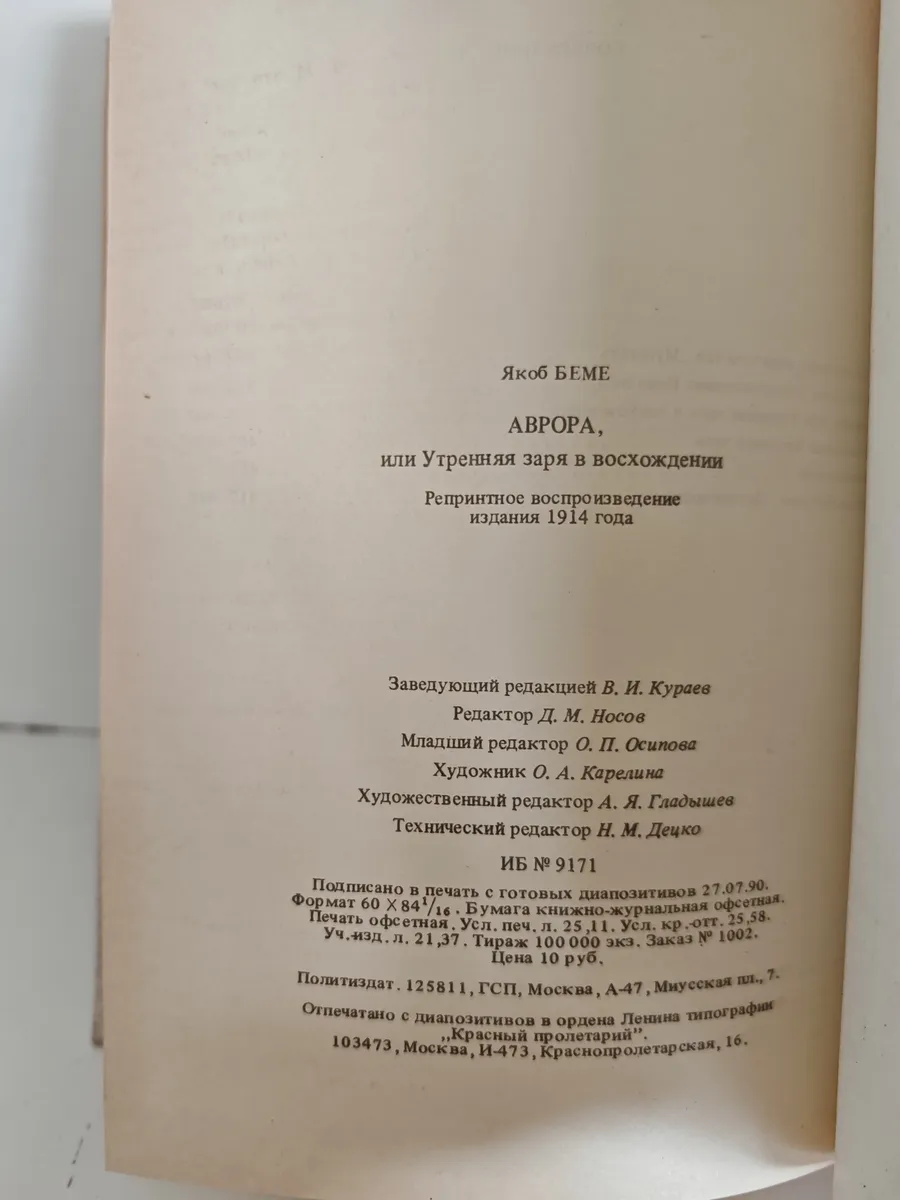 Якоб БЕМЕ
АВРОРА,
или Утренняя заря в восхождении
Репринтное воспроизведение
издания 1914 года
Заведующий редакцией В. И. Кураев
Редактор Д. М. Носов
Младший редактор О. П. Осипова
Художник О. А. Карелина
Художественный редактор А. Я. Гладышев
Технический редактор Н. М. Децко
ИБ № 9171
Подписано в печать с готовых диапозитивов 27.07.90.
Формат 60 X 84 1/16. Бумага книжно-журнальная офсетная.
Печать офсетная. Усл. печ. л. 25,11. Усл. кр.-отт. 25,58.
Уч.-изд. л. 21,37. Тираж 100 000 экз. Заказ № 1002.
Цена 10 руб.
Политиздат. 125811, ГСП, Москва, А-47, Миусская пл., 7.
Отпечатано с диапозитивов в ордена Ленина типографии
„Красный пролетарий”.
103473, Москва, И-473, Краснопролетарская, 16.